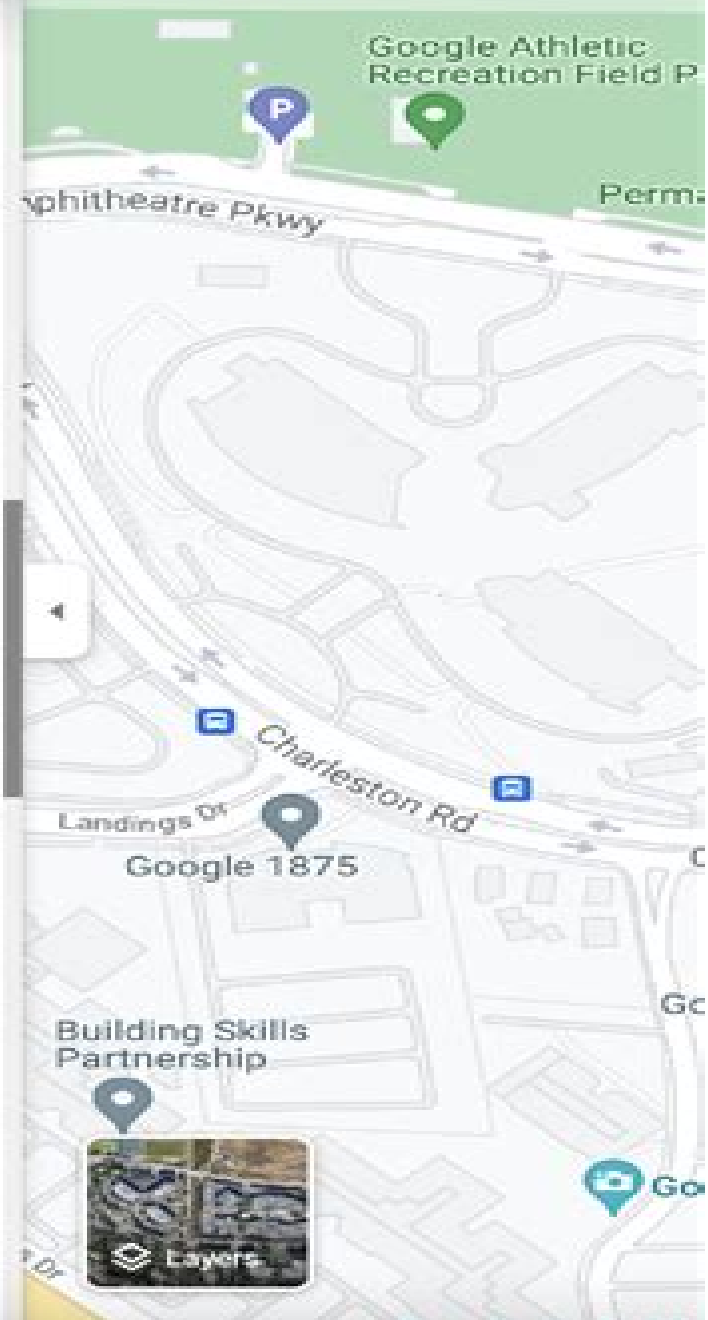 Google Athletic
Recreation Field P
P
Perma
phitheatre Pkwy
Charleston Rd
Landings Dr
Google 1875
Go
Building Skills
Partnership
Go
Layers
Dr